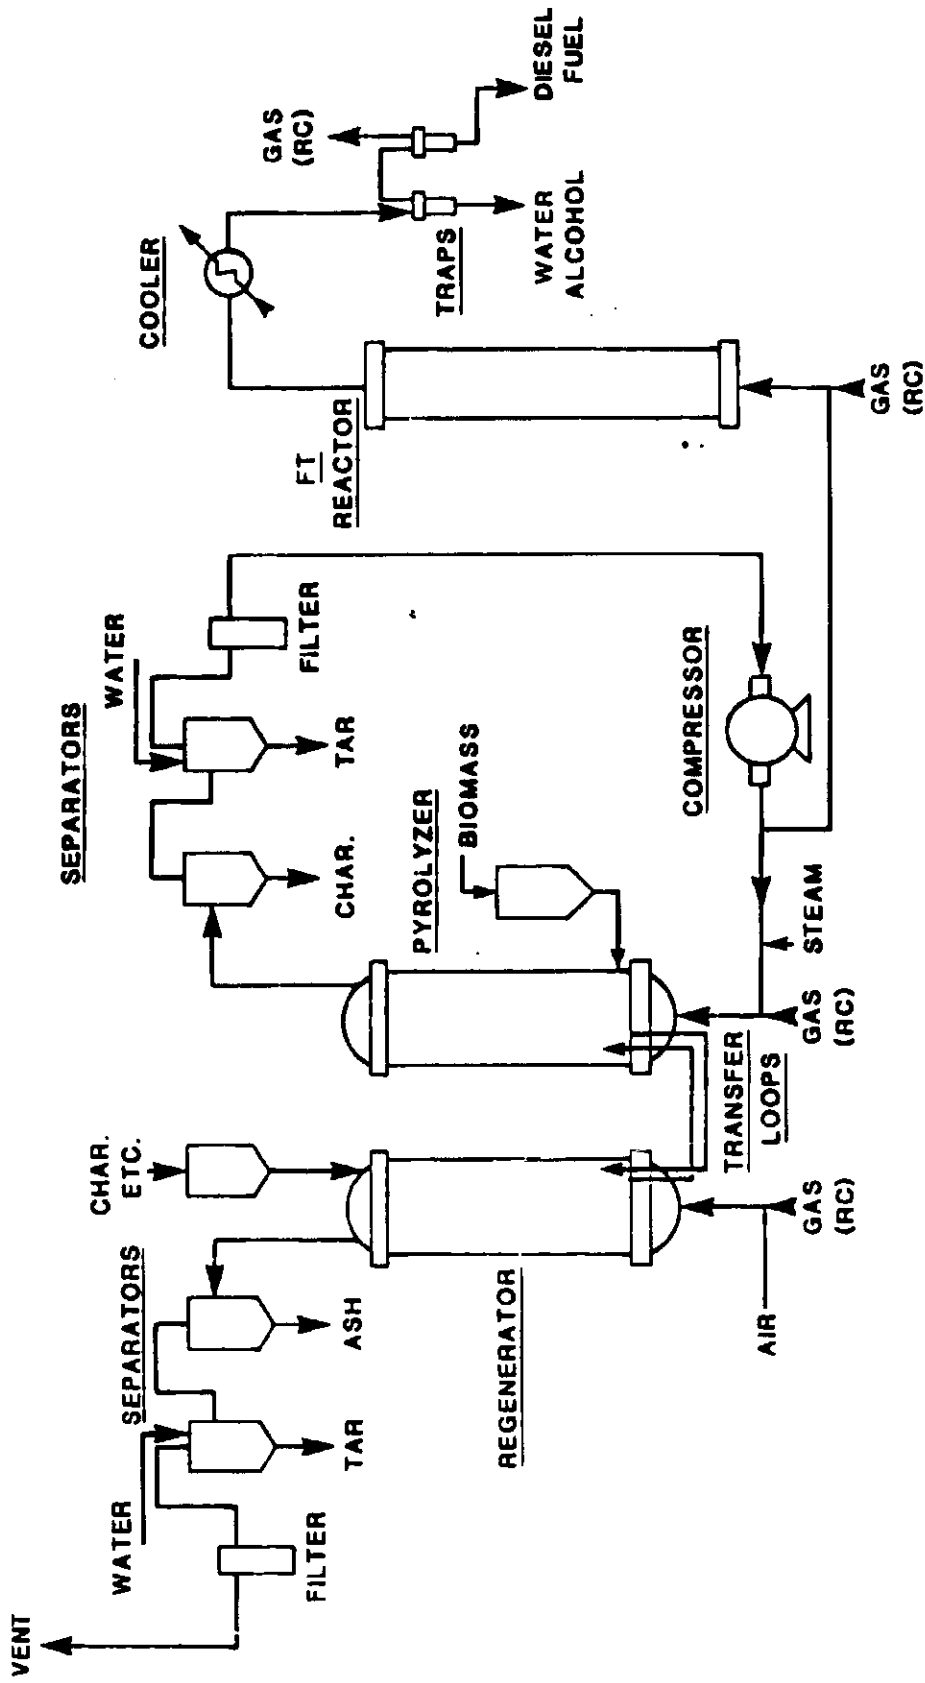 VENT
WATER
SEPARATORS
CHAR.
ETC.
FILTER
TAR
ASH
REGENERATOR
AIR
GAS
(RC)
TRANSFER
LOOPS
SEPARATORS
WATER
CHAR.
TAR
FILTER
PYROLYZER
BIOMASS
GAS
(RC)
STEAM
COMPRESSOR
FT
REACTOR
GAS
(RC)
COOLER
TRAPS
GAS
(RC)
WATER
ALCOHOL
DIESEL
FUEL